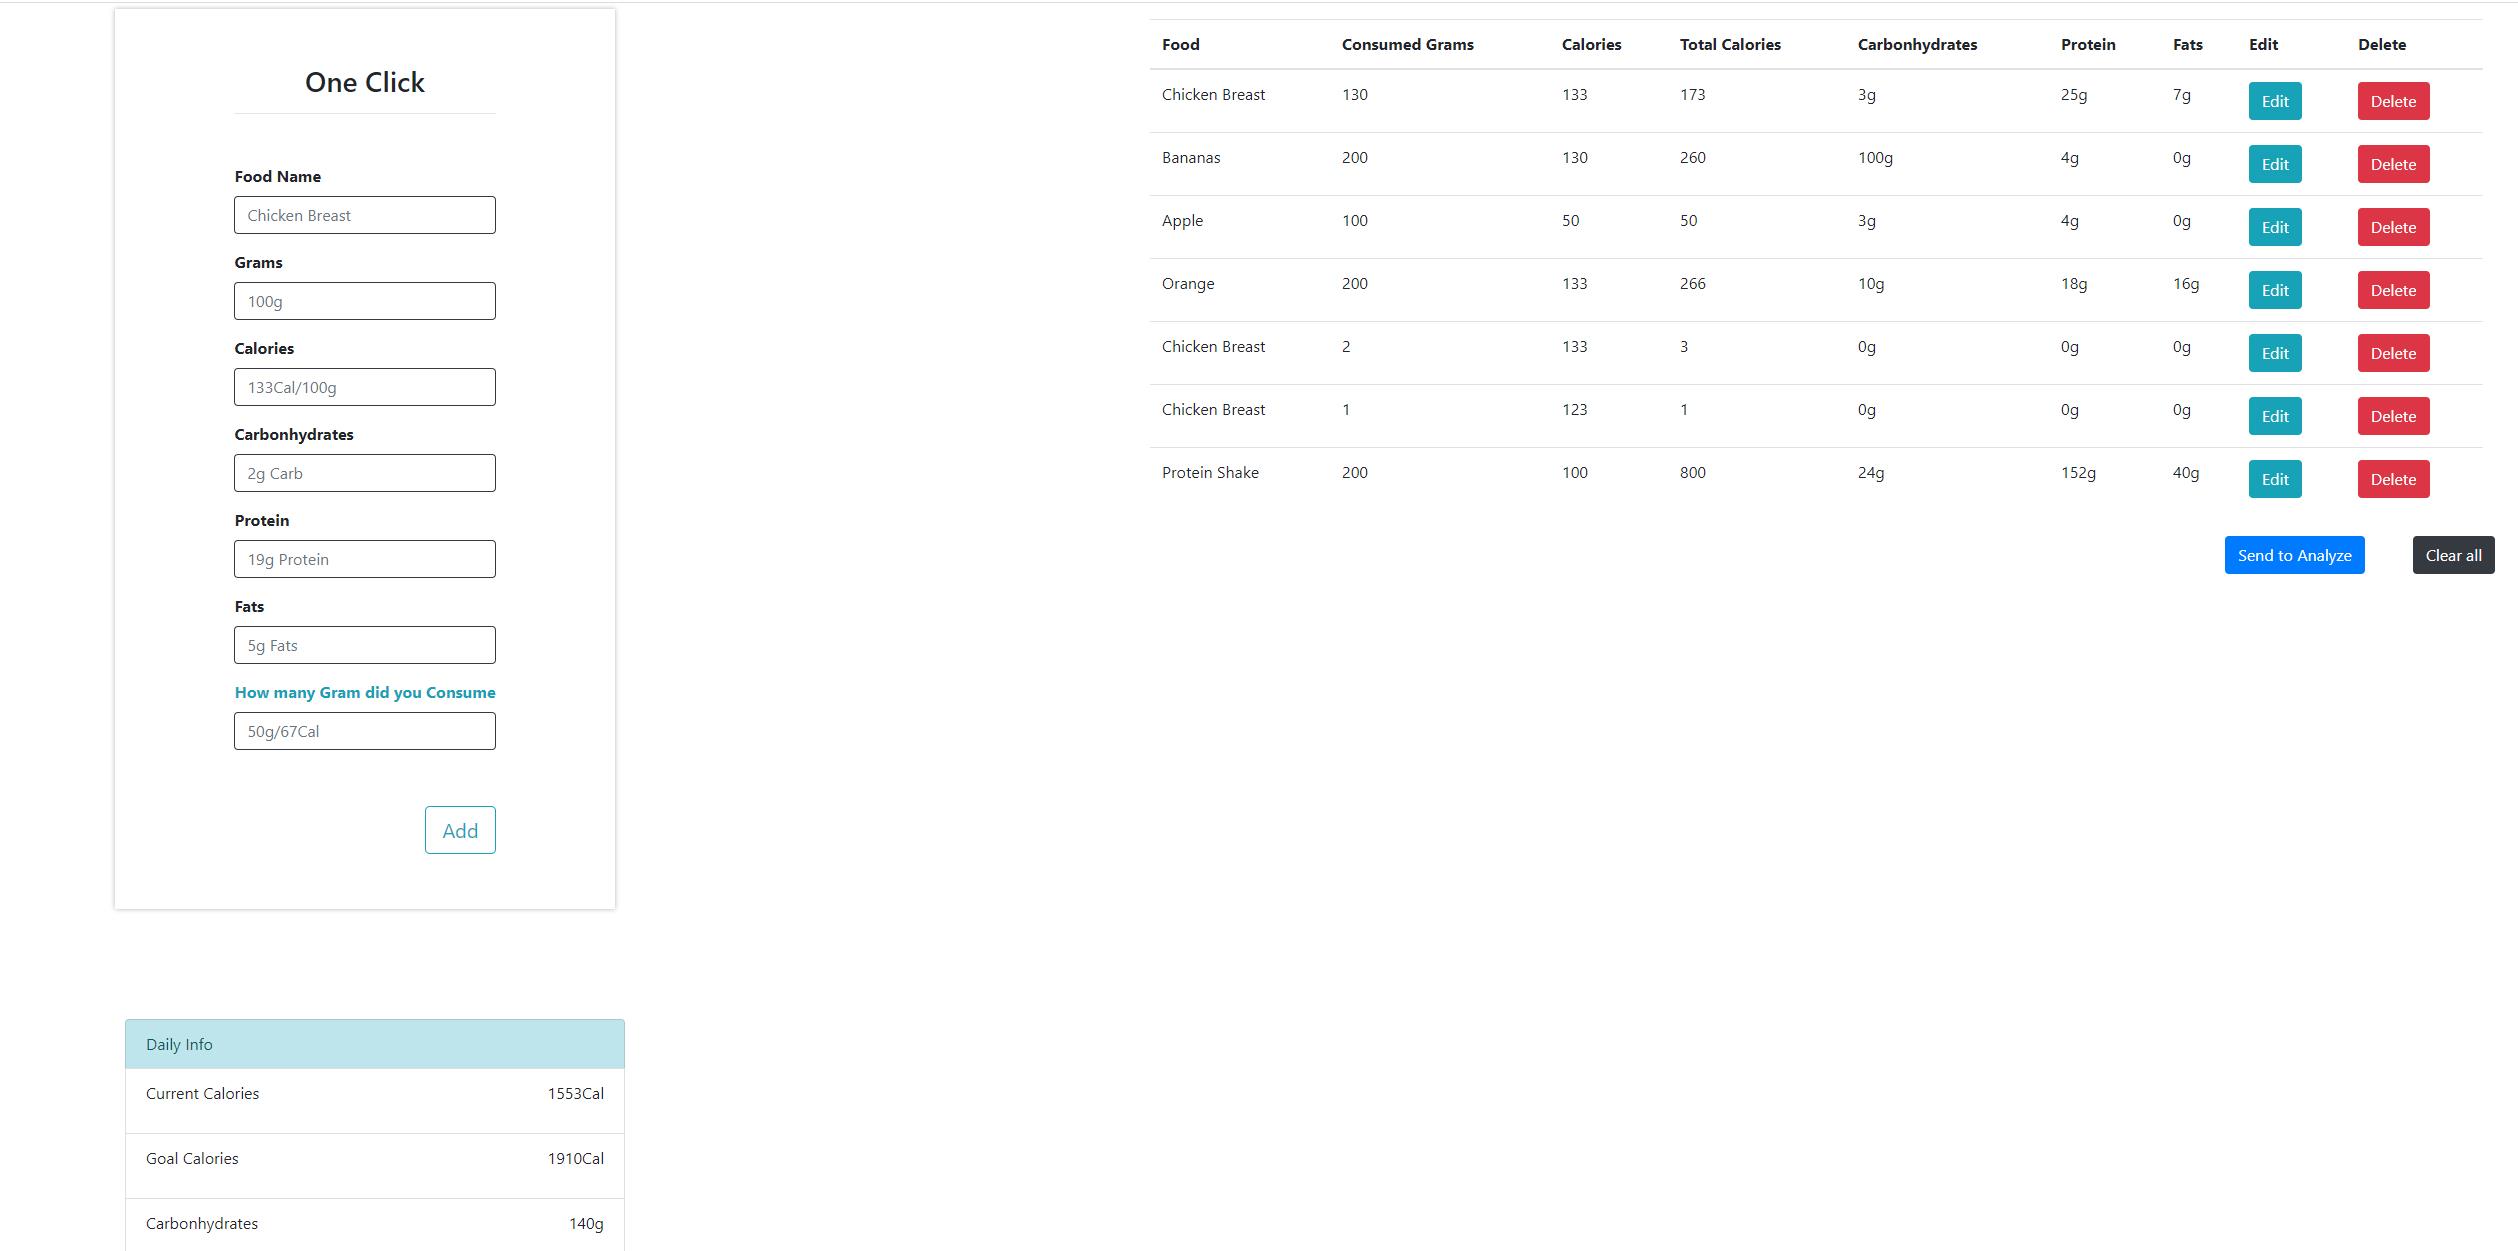 One Click
Food Name
Chicken Breast
Grams
100g
Calories
133Cal/100g
Carbonhydrates
2g Carb
Protein
19g Protein
Fats
5g Fats
How many Gram did you Consume
50g/67Cal
Add
Daily Info
Current Calories 1553Cal
Goal Calories 1910Cal
Carbonhydrates 140g
Food Consumed Grams Calories Total Calories Carbonhydrates Protein Fats Edit Delete
Chicken Breast 130 133 173 3g 25g 7g Edit Delete
Bananas 200 130 260 100g 4g 0g Edit Delete
Apple 100 50 50 3g 4g 0g Edit Delete
Orange 200 133 266 10g 18g 16g Edit Delete
Chicken Breast 2 133 3 0g 0g 0g Edit Delete
Chicken Breast 1 123 1 0g 0g 0g Edit Delete
Protein Shake 200 100 800 24g 152g 40g Edit Delete
Send to Analyze Clear all